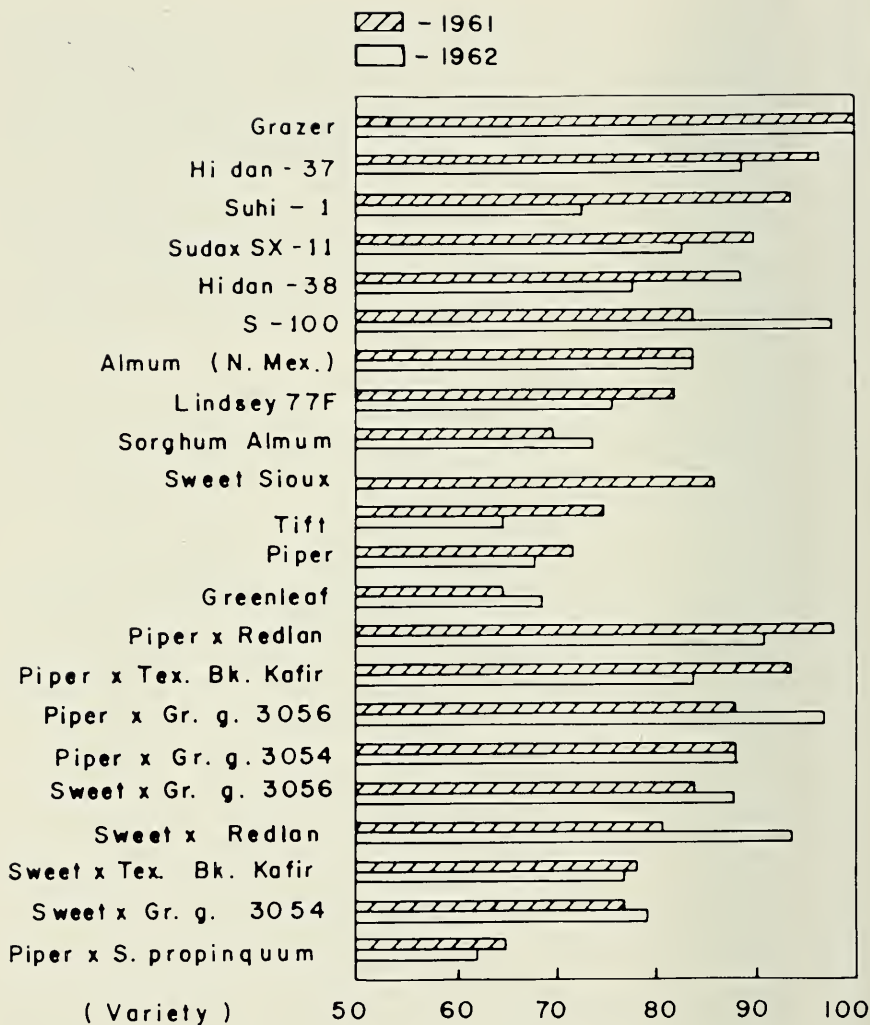 - 1961
- 1962
Grazer
Hi dan - 37
Suhi - 1
Sudax SX - 11
Hi dan - 38
S - 100
Almum (N. Mex.)
Lindsey 77F
Sorghum Almum
Sweet Sioux
Tift
Piper
Greenleaf
Piper x Redlan
Piper x Tex. Bk. Kafir
Piper x Gr. g. 3056
Piper x Gr. g. 3054
Sweet x Gr. g. 3056
Sweet x Redlan
Sweet x Tex. Bk. Kafir
Sweet x Gr. g. 3054
Piper x S. propinquum
(Variety) 50 60 70 80 90 100